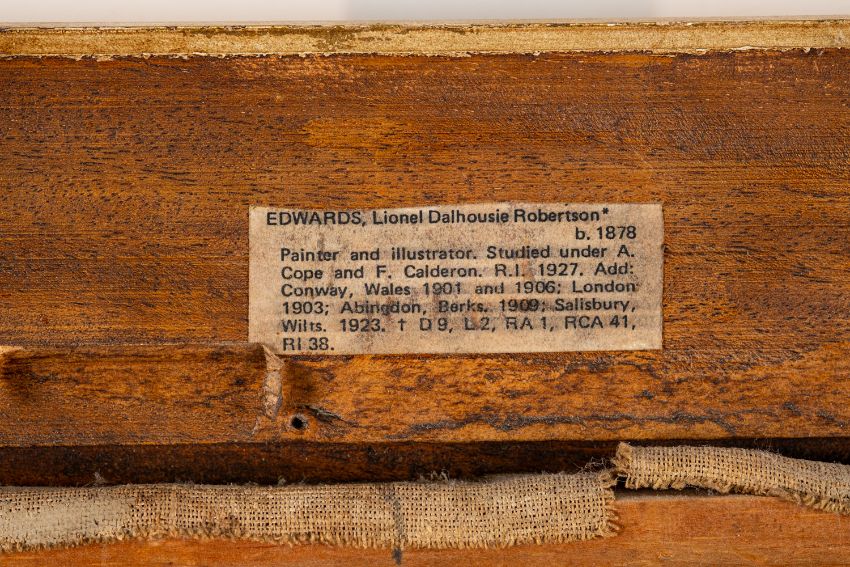 EDWARDS, Lionel Dalhousie Robertson*
b. 1878
Painter and illustrator. Studied under A.
Cope and F. Calderon. R.I. 1927. Add:
Conway, Wales 1901 and 1906; London
1903; Abingdon, Berks. 1909; Salisbury,
Wilts. 1923. † D 9, L 2, RA 1, RCA 41,
RI 38.